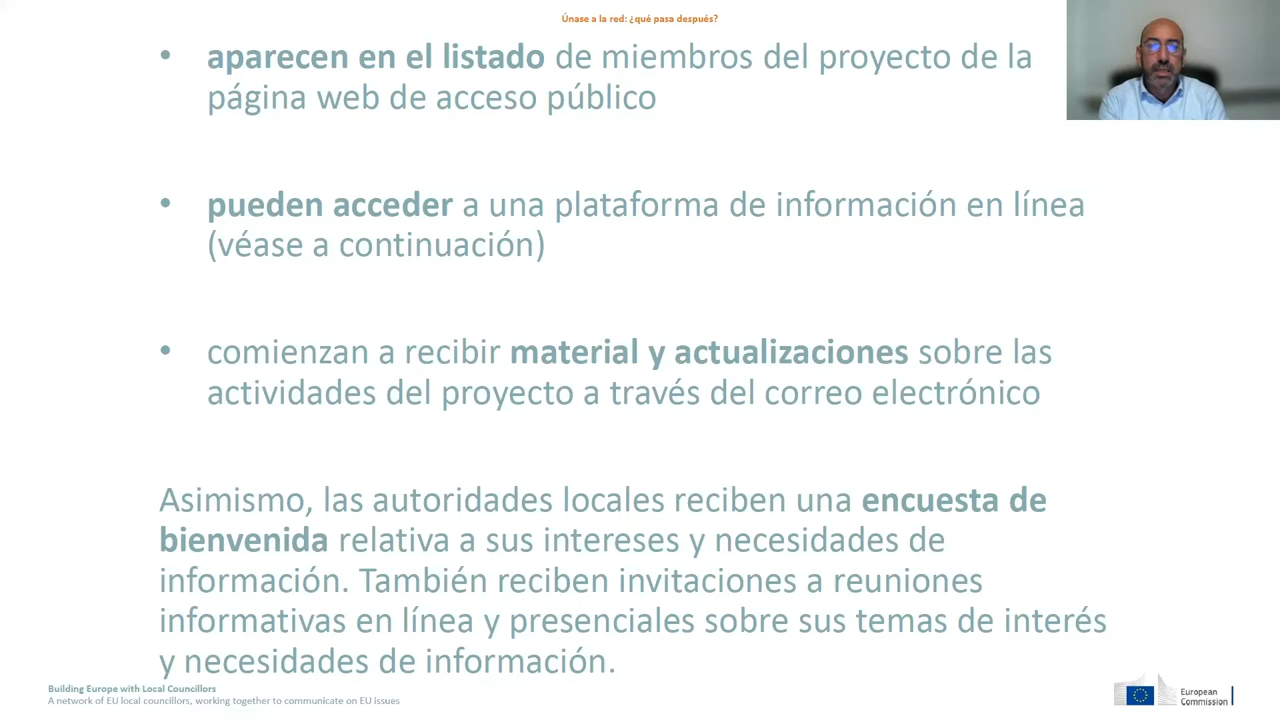 Únase a la red: ¿qué pasa después?
• aparecen en el listado de miembros del proyecto de la
página web de acceso público
• pueden acceder a una plataforma de información en línea
(véase a continuación)
• comienzan a recibir material y actualizaciones sobre las
actividades del proyecto a través del correo electrónico
Asimismo, las autoridades locales reciben una encuesta de
bienvenida relativa a sus intereses y necesidades de
información. También reciben invitaciones a reuniones
informativas en línea y presenciales sobre sus temas de interés
y necesidades de información.
Building Europe with Local Councillors
A network of EU local councillors, working together to communicate on EU issues
European
Commission